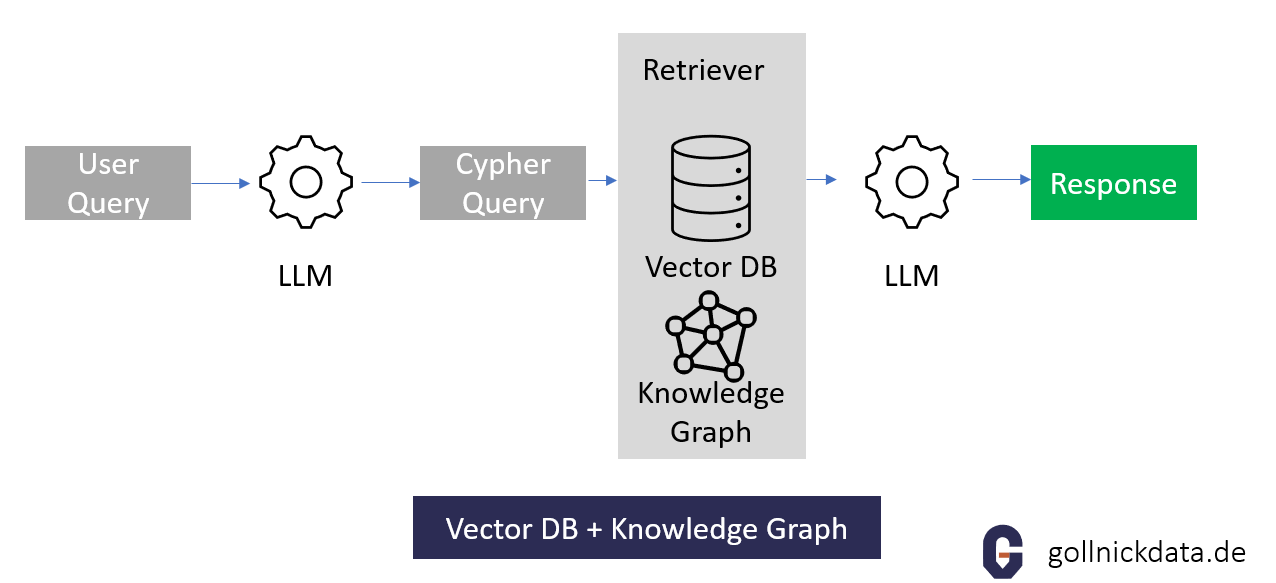 Retriever
User
Query
LLM
Cypher
Query
Vector DB
Knowledge
Graph
LLM
Response
Vector DB + Knowledge Graph
gollnickdata.de